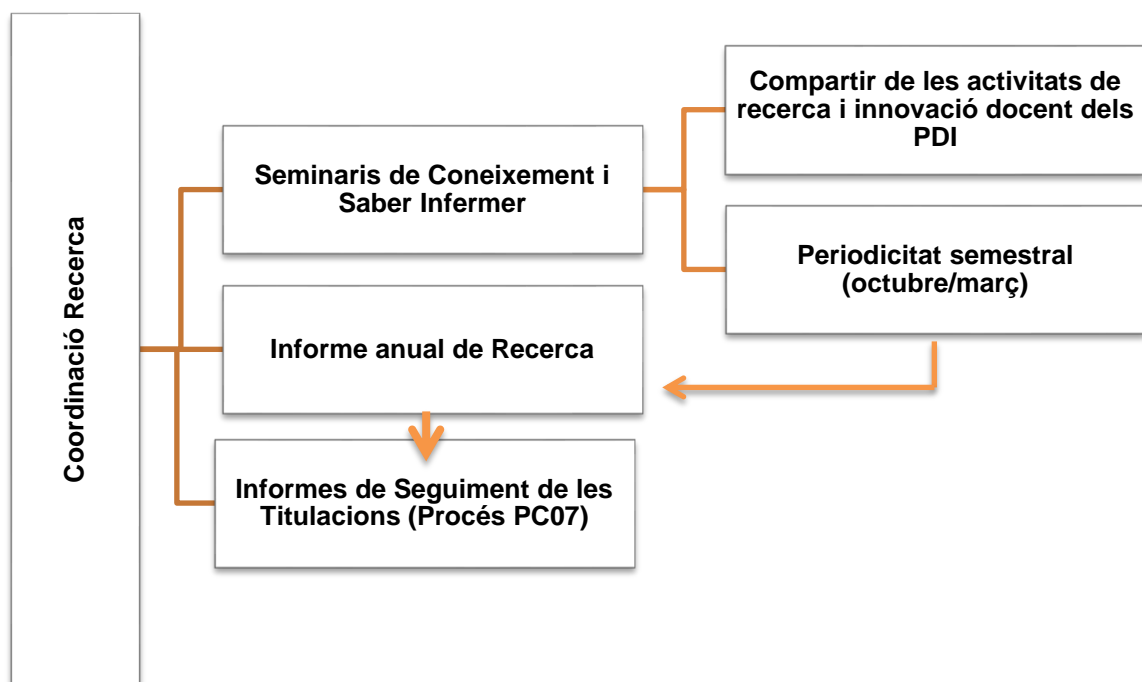 Coordinació Recerca
Seminaris de Coneixement i
Saber Infermer
Compartir de les activitats de
recerca i innovació docent dels
PDI
Periodicitat semestral
(octubre/març)
Informe anual de Recerca
Informes de Seguiment de les
Titulacions (Procés PC07)